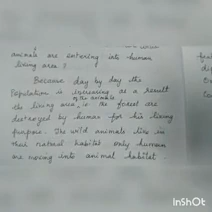 animals are entering into human
living area ?
Because day by day the
Population is increasing as a result
of the animals
the living area ie the forest are
destroyed by human for his living
purpose. The wild animals live in
their natural habitat only human
are moving into animal habitat.
InShot